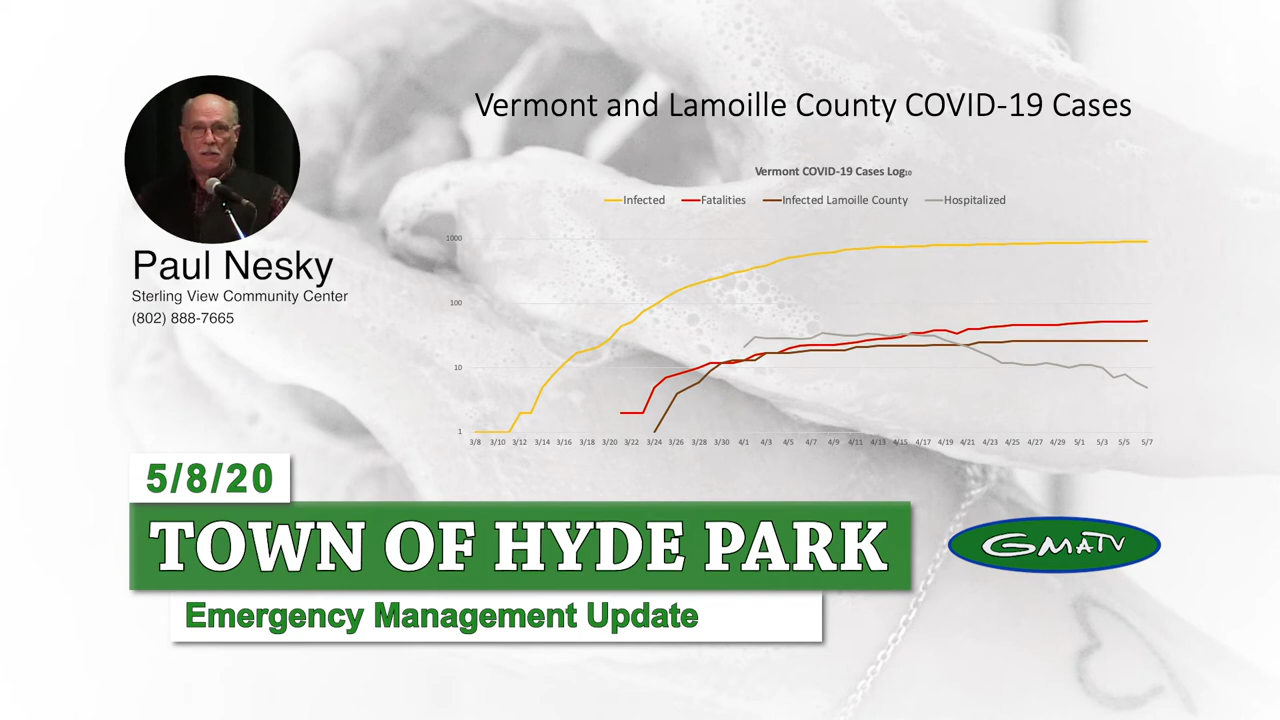 Vermont and Lamoille County COVID-19 Cases
Vermont COVID-19 Cases Log₁₀
Infected Fatalities Infected Lamoille County Hospitalized
1000
100
10
1
3/8 3/10 3/12 3/14 3/16 3/18 3/20 3/22 3/24 3/26 3/28 3/30 4/1 4/3 4/5 4/7 4/9 4/11 4/13 4/15 4/17 4/19 4/21 4/23 4/25 4/27 4/29 5/1 5/3 5/5 5/7
Paul Nesky
Sterling View Community Center
(802) 888-7665
5/8/20
TOWN OF HYDE PARK
GMATV
Emergency Management Update